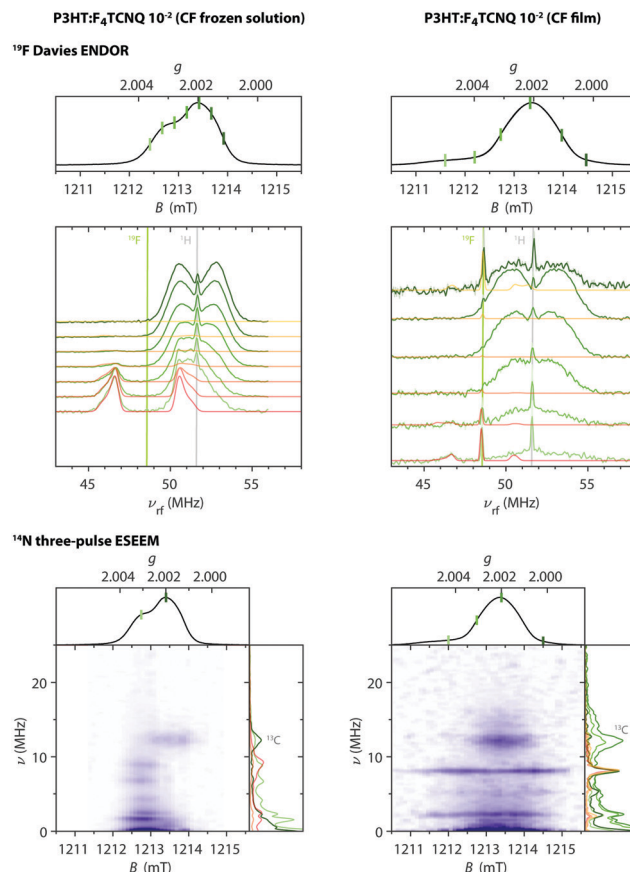 P3HT:F₄TCNQ 10⁻² (CF frozen solution)
P3HT:F₄TCNQ 10⁻² (CF film)
¹⁹F Davies ENDOR
g
2.004 2.002 2.000
1211 1212 1213 1214 1215
B (mT)
g
2.004 2.002 2.000
1211 1212 1213 1214 1215
B (mT)
¹⁹F ¹H
45 50 55
ν_rf (MHz)
¹⁹F ¹H
45 50 55
ν_rf (MHz)
¹⁴N three-pulse ESEEM
g
2.004 2.002 2.000
20
10
0
ν (MHz)
¹³C
1211 1212 1213 1214 1215
B (mT)
g
2.004 2.002 2.000
20
10
0
ν (MHz)
¹³C
1211 1212 1213 1214 1215
B (mT)